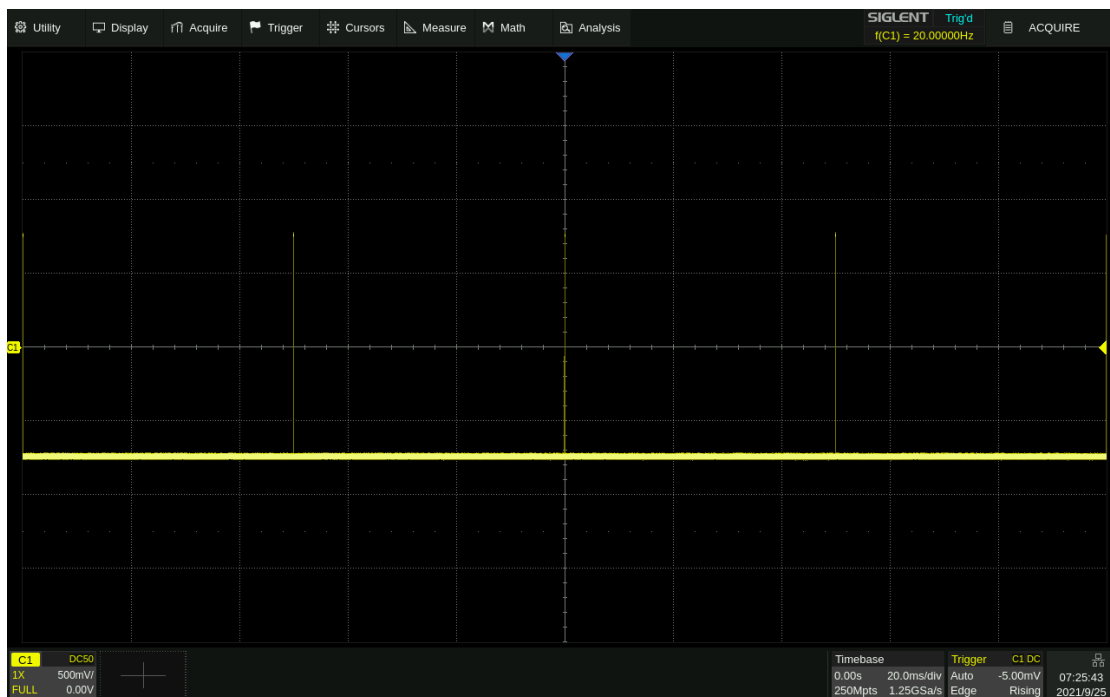 Utility Display Acquire Trigger Cursors Measure Math Analysis SIGLENT Trig'd ACQUIRE
f(C1) = 20.00000Hz
C1
C1 DC50 Timebase Trigger C1 DC
1X 500mV/ 0.00s 20.0ms/div Auto -5.00mV 07:25:43
FULL 0.00V 250Mpts 1.25GSa/s Edge Rising 2021/9/25